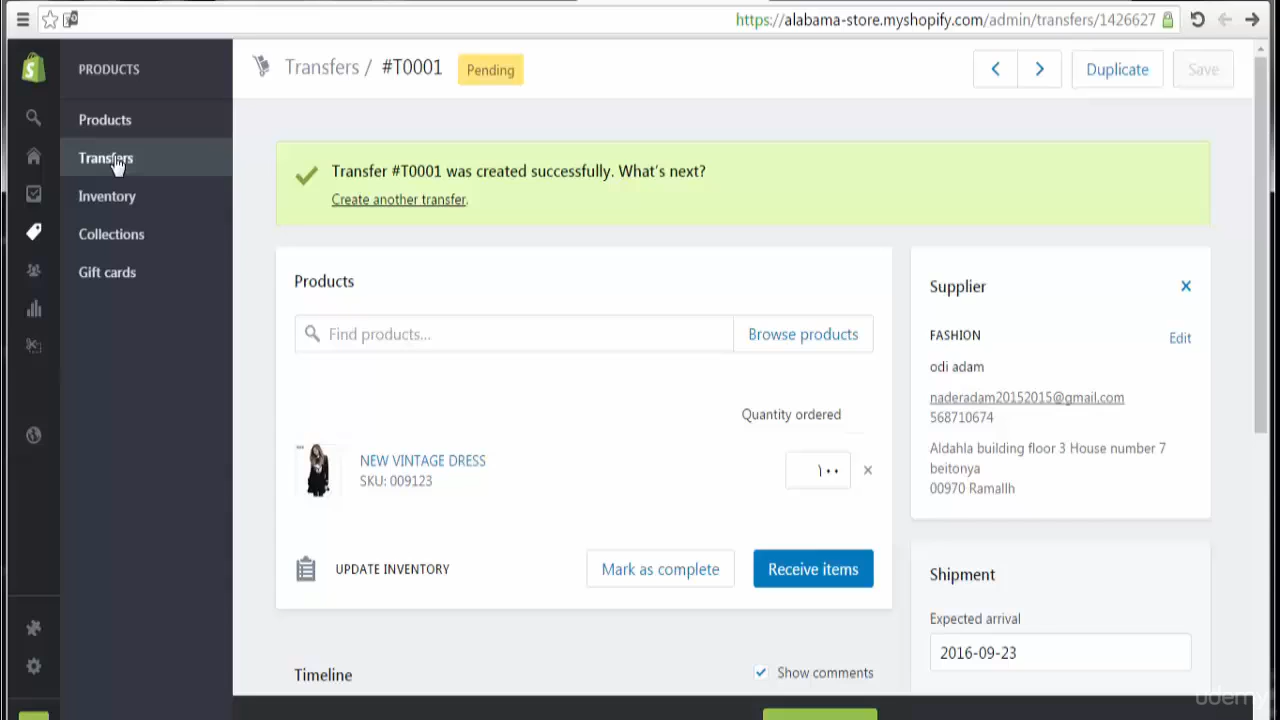 https://alabama-store.myshopify.com/admin/transfers/1426627
PRODUCTS
Products
Transfers
Inventory
Collections
Gift cards
Transfers / #T0001
Pending
Duplicate
Save
Transfer #T0001 was created successfully. What's next?
Create another transfer.
Products
Find products...
Browse products
Quantity ordered
NEW VINTAGE DRESS
SKU: 009123
١٠٠
UPDATE INVENTORY
Mark as complete
Receive items
Timeline
Show comments
Supplier
FASHION
Edit
odi adam
naderadam20152015@gmail.com
568710674
Aldahla building floor 3 House number 7
beitonya
00970 Ramallh
Shipment
Expected arrival
2016-09-23
udemy